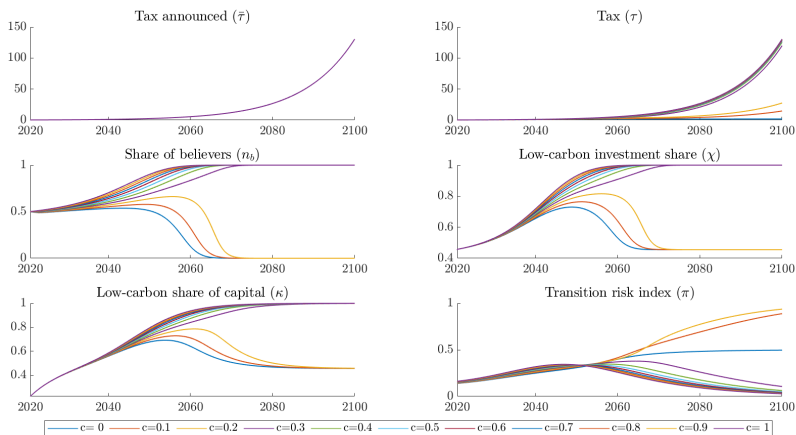 Tax announced (τ̄)
150
100
50
0
2020 2040 2060 2080 2100
Tax (τ)
150
100
50
0
2020 2040 2060 2080 2100
Share of believers (n_b)
1
0.5
0
2020 2040 2060 2080 2100
Low-carbon investment share (χ)
1
0.8
0.6
0.4
2020 2040 2060 2080 2100
Low-carbon share of capital (κ)
1
0.8
0.6
0.4
2020 2040 2060 2080 2100
Transition risk index (π)
1
0.5
0
2020 2040 2060 2080 2100
c= 0 c=0.1 c=0.2 c=0.3 c=0.4 c=0.5 c=0.6 c=0.7 c=0.8 c=0.9 c= 1